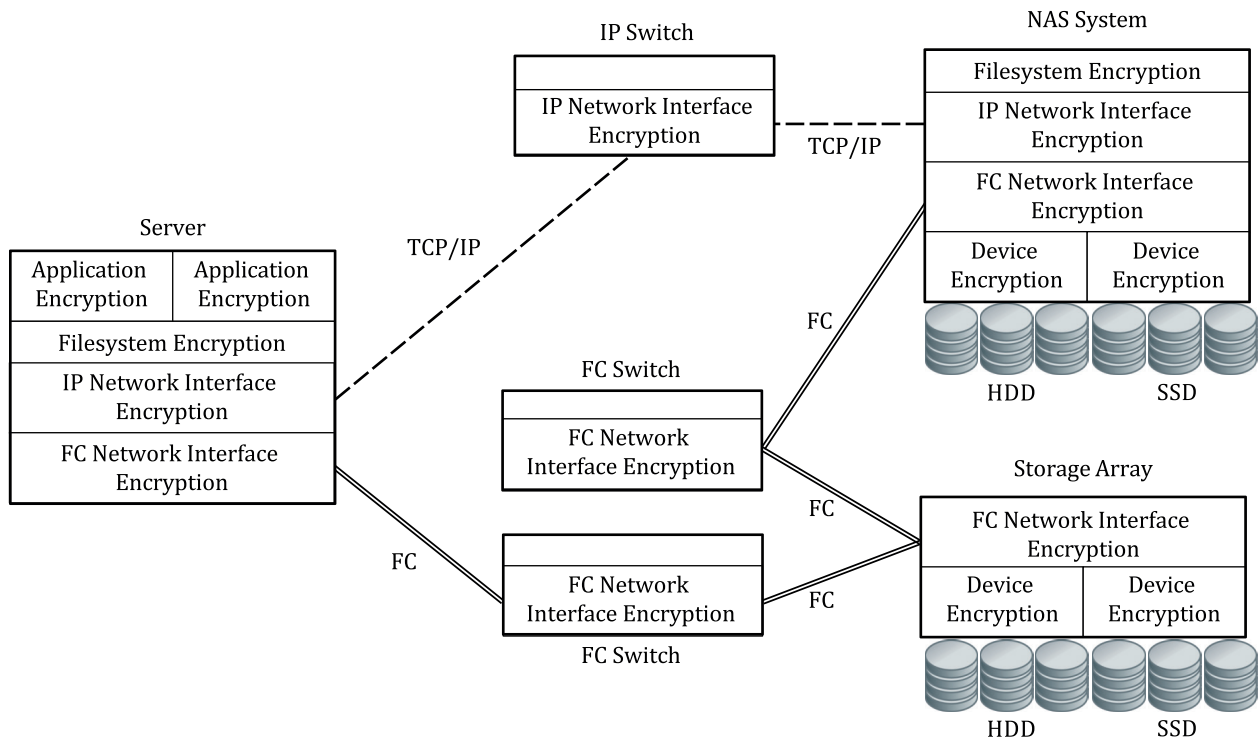 IP Switch
IP Network Interface
Encryption
TCP/IP
NAS System
Filesystem Encryption
IP Network Interface
Encryption
FC Network Interface
Encryption
Device
Encryption
Device
Encryption
HDD
SSD
Server
Application
Encryption
Application
Encryption
Filesystem Encryption
IP Network Interface
Encryption
FC Network Interface
Encryption
TCP/IP
FC
FC Switch
FC Network
Interface Encryption
FC
FC
FC Network
Interface Encryption
FC Switch
FC
Storage Array
FC Network Interface
Encryption
Device
Encryption
Device
Encryption
HDD
SSD